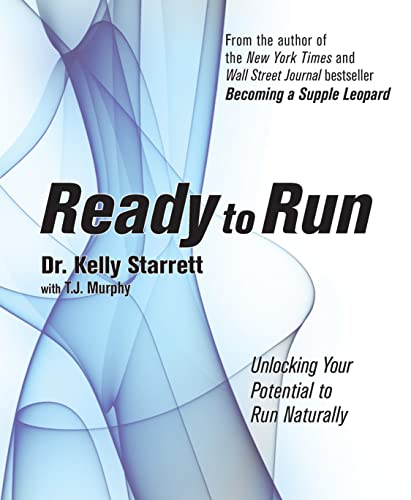 From the author of
the New York Times and
Wall Street Journal bestseller
Becoming a Supple Leopard
Ready to Run
Dr. Kelly Starrett
with T.J. Murphy
Unlocking Your
Potential to
Run Naturally